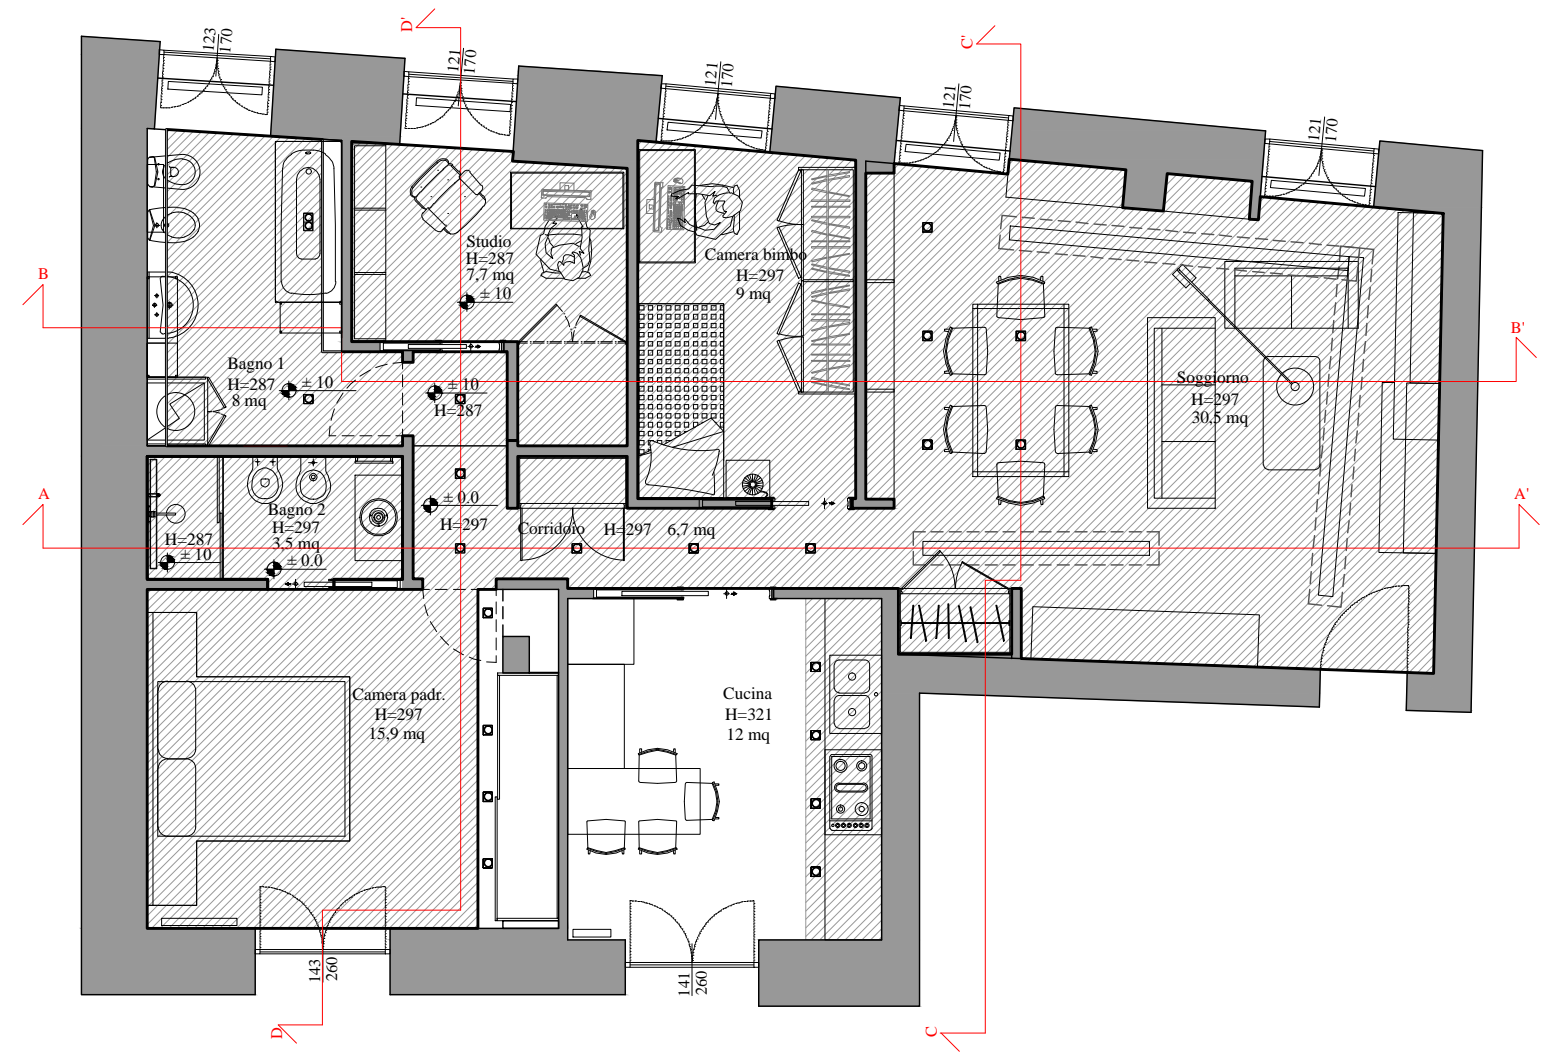 D'
C'
123
170
121
170
121
170
121
170
121
170
B
B'
Studio
H=287
7,7 mq
± 10
Camera bimbo
H=297
9 mq
Bagno 1
H=287
8 mq
± 10
± 10
H=287
Soggiorno
H=297
30,5 mq
A
A'
Bagno 2
H=297
3,5 mq
± 0.0
H=287
± 10
± 0.0
H=297
Corridoio H=297 6,7 mq
Camera padr.
H=297
15,9 mq
Cucina
H=321
12 mq
143
260
141
260
D
C